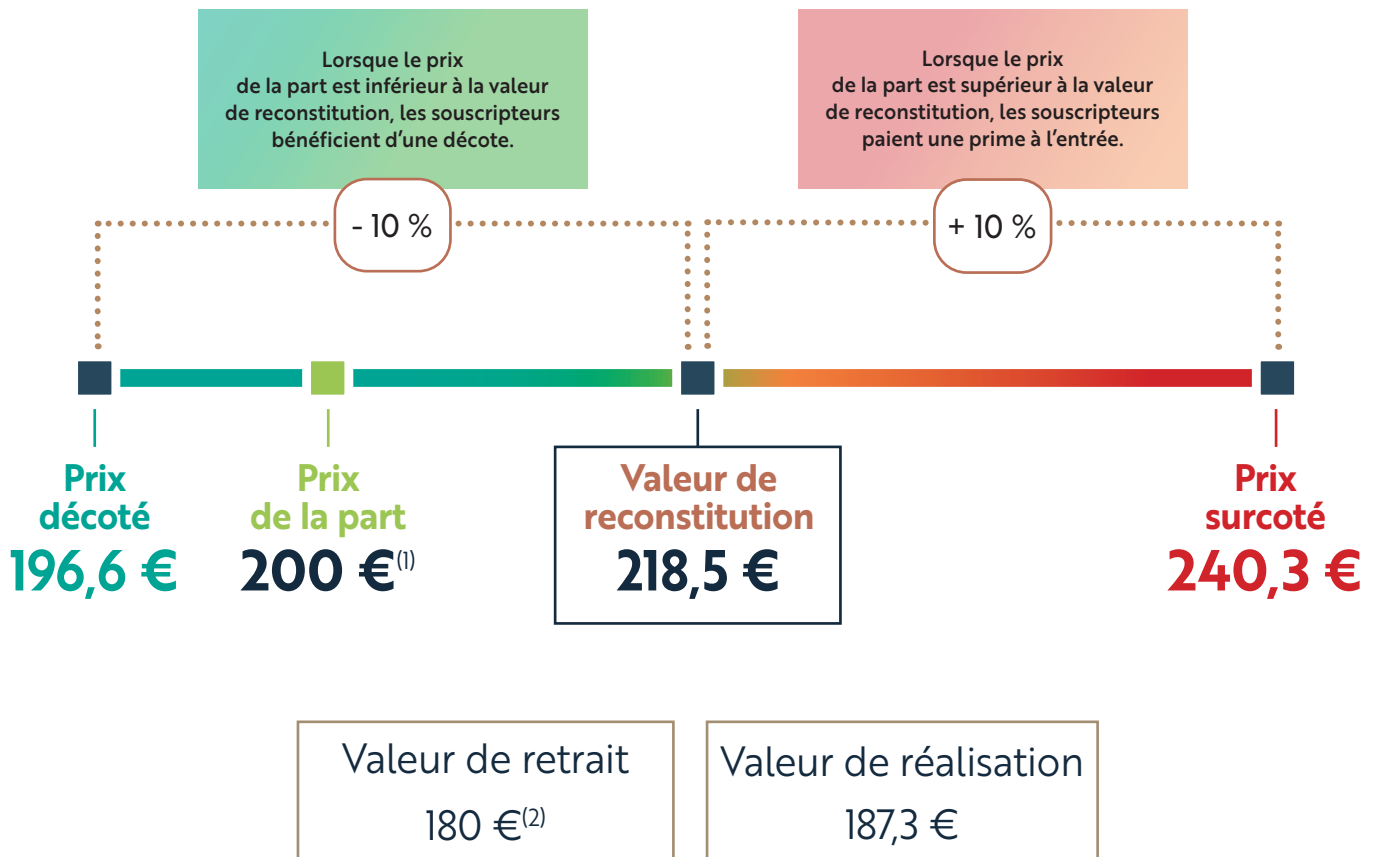 Lorsque le prix
de la part est inférieur à la valeur
de reconstitution, les souscripteurs
bénéficient d'une décote.
Lorsque le prix
de la part est supérieur à la valeur
de reconstitution, les souscripteurs
paient une prime à l'entrée.
- 10 %
+ 10 %
Prix
décoté
196,6 €
Prix
de la part
200 €(1)
Valeur de
reconstitution
218,5 €
Prix
surcoté
240,3 €
Valeur de retrait
180 €(2)
Valeur de réalisation
187,3 €